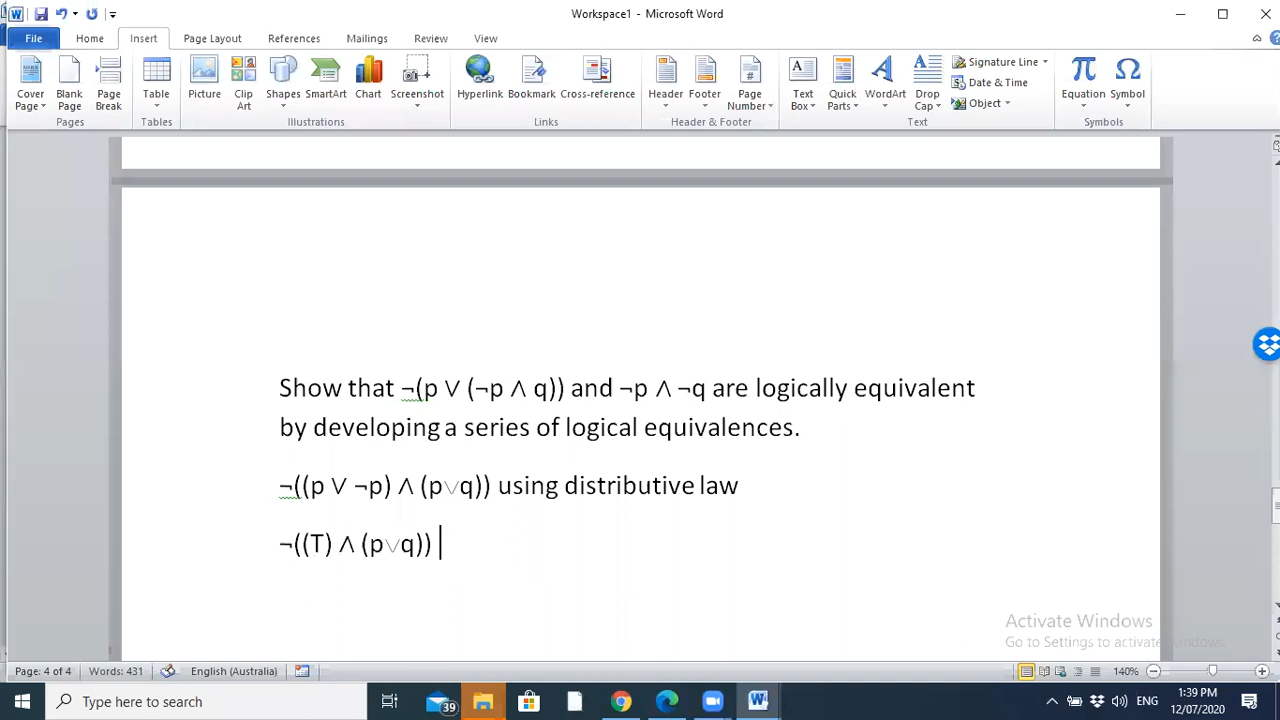 Workspace1 - Microsoft Word
File Home Insert Page Layout References Mailings Review View
Cover Page Blank Page Page Break
Pages
Table
Tables
Picture Clip Art Shapes SmartArt Chart Screenshot
Illustrations
Hyperlink Bookmark Cross-reference
Links
Header Footer Page Number
Header & Footer
Text Box Quick Parts WordArt Drop Cap
Signature Line
Date & Time
Object
Text
Equation Symbol
Symbols
Show that ¬(p ∨ (¬p ∧ q)) and ¬p ∧ ¬q are logically equivalent
by developing a series of logical equivalences.
¬((p ∨ ¬p) ∧ (p∨q)) using distributive law
¬((T) ∧ (p∨q))
Activate Windows
Go to Settings to activate Windows.
Page: 4 of 4 Words: 431 English (Australia) 140%
Type here to search
39
ENG
1:39 PM
12/07/2020